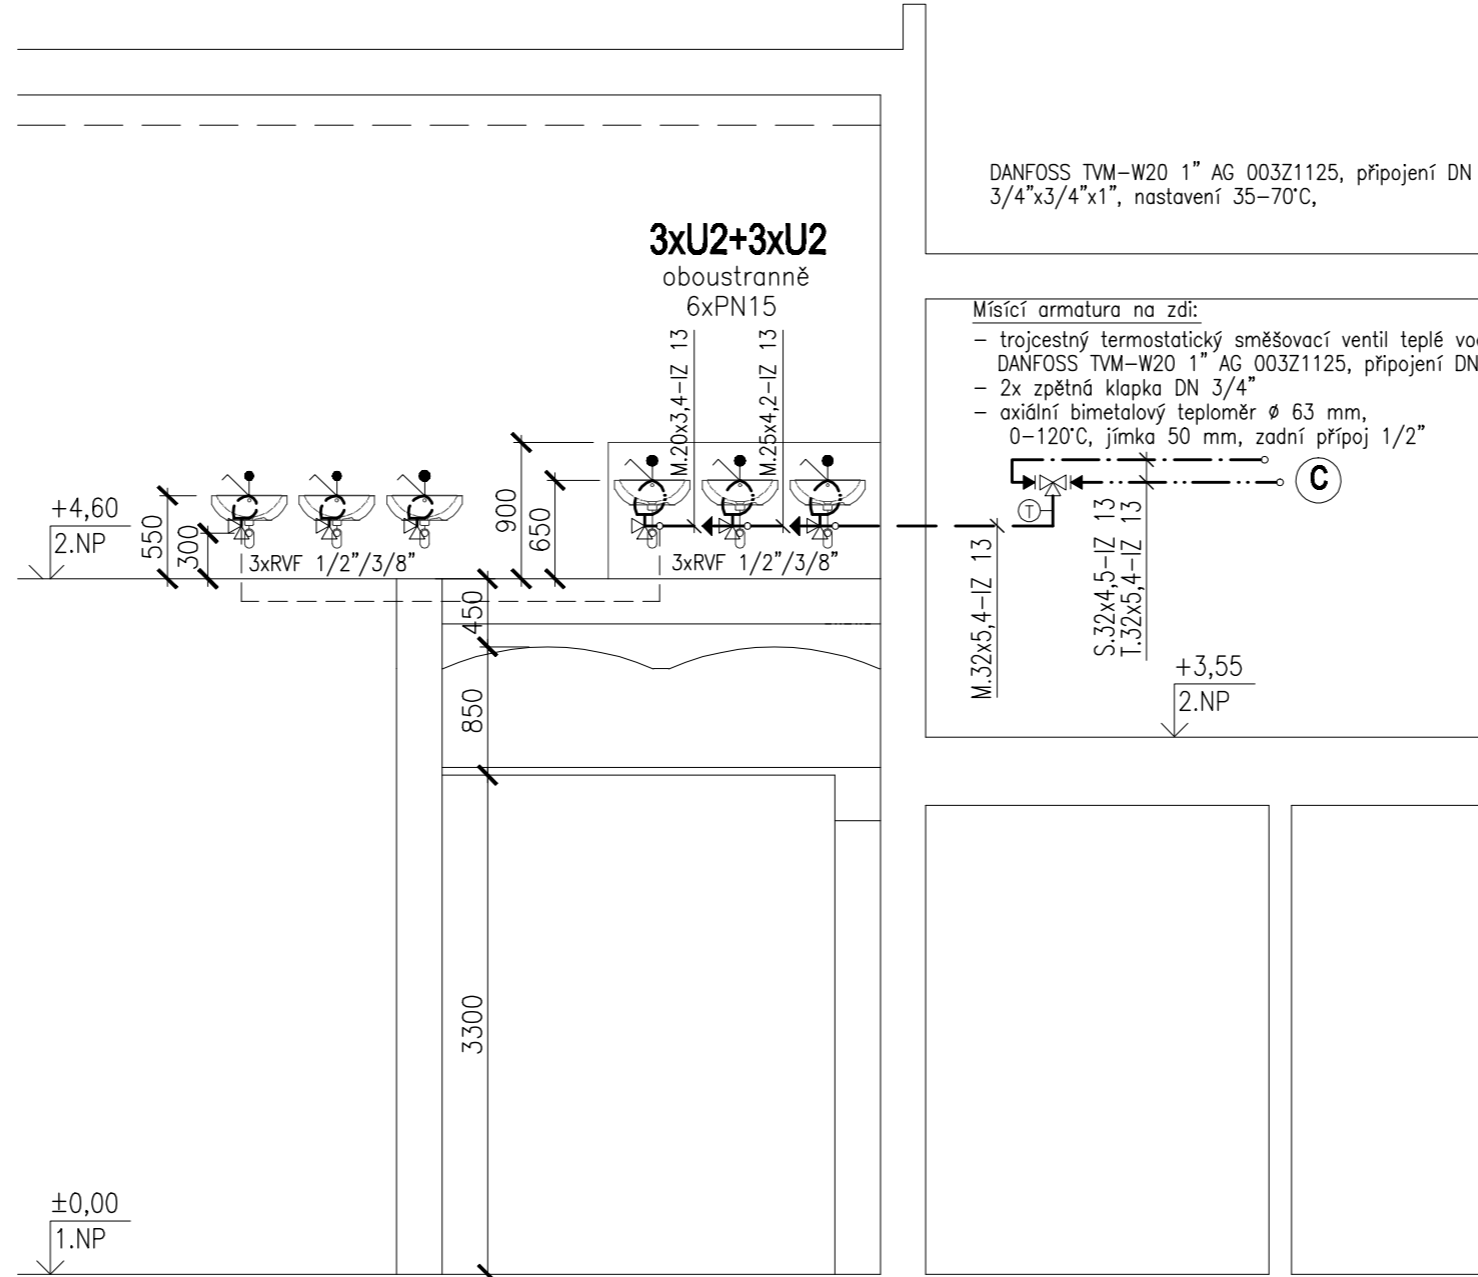 DANFOSS TVM-W20 1" AG 003Z1125, připojení DN
3/4"x3/4"x1", nastavení 35-70°C,
3xU2+3xU2
oboustranně
6xPN15
M.20x3,4-IZ 13
M.25x4,2-IZ 13
Mísící armatura na zdi:
- trojcestný termostatický směšovací ventil teplé
DANFOSS TVM-W20 1" AG 003Z1125, připojení DN
- 2x zpětná klapka DN 3/4"
- axiální bimetalový teploměr ø 63 mm,
0-120°C, jímka 50 mm, zadní přípoj 1/2"
C
T
+4,60
2.NP
550
300
3xRVF 1/2"/3/8"
900
650
3xRVF 1/2"/3/8"
M.32x5,4-IZ 13
S.32x4,5-IZ 13
T.32x5,4-IZ 13
+3,55
2.NP
450
850
3300
±0,00
1.NP